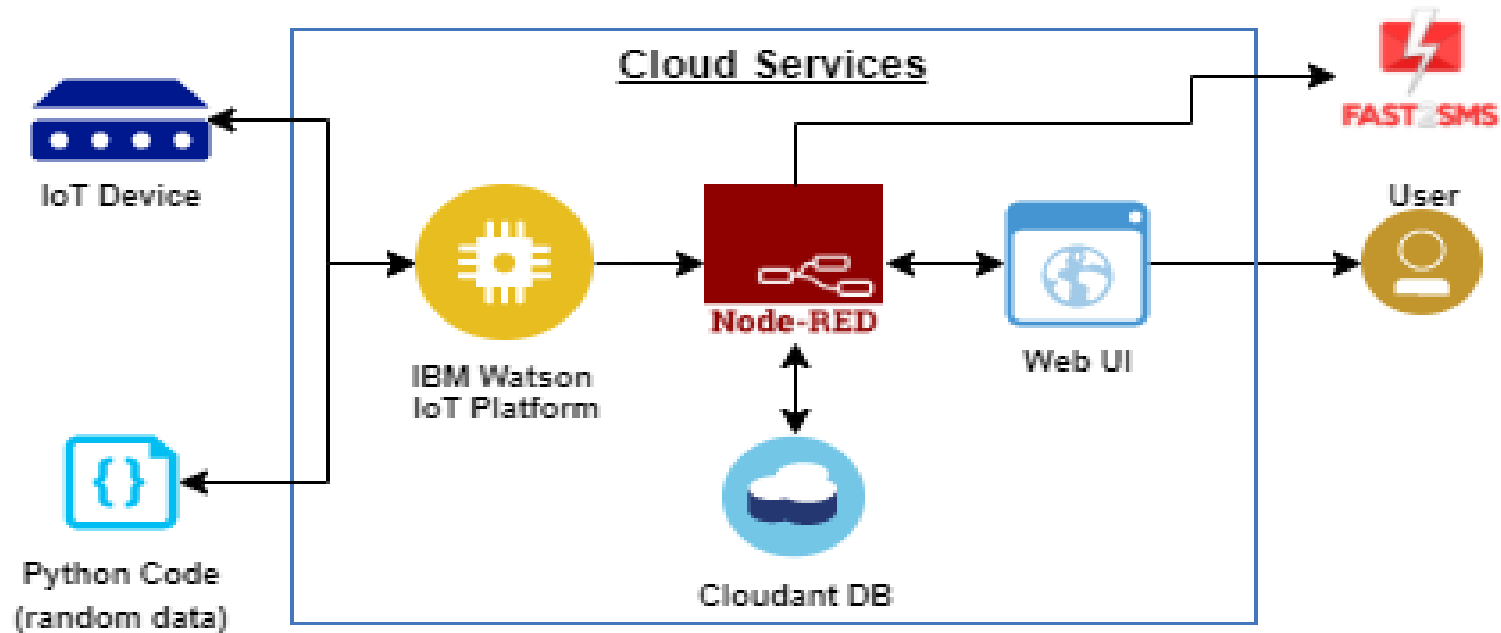 Cloud Services
FAST2SMS
IoT Device
User
Node-RED
Web UI
IBM Watson
IoT Platform
Python Code
(random data)
Cloudant DB